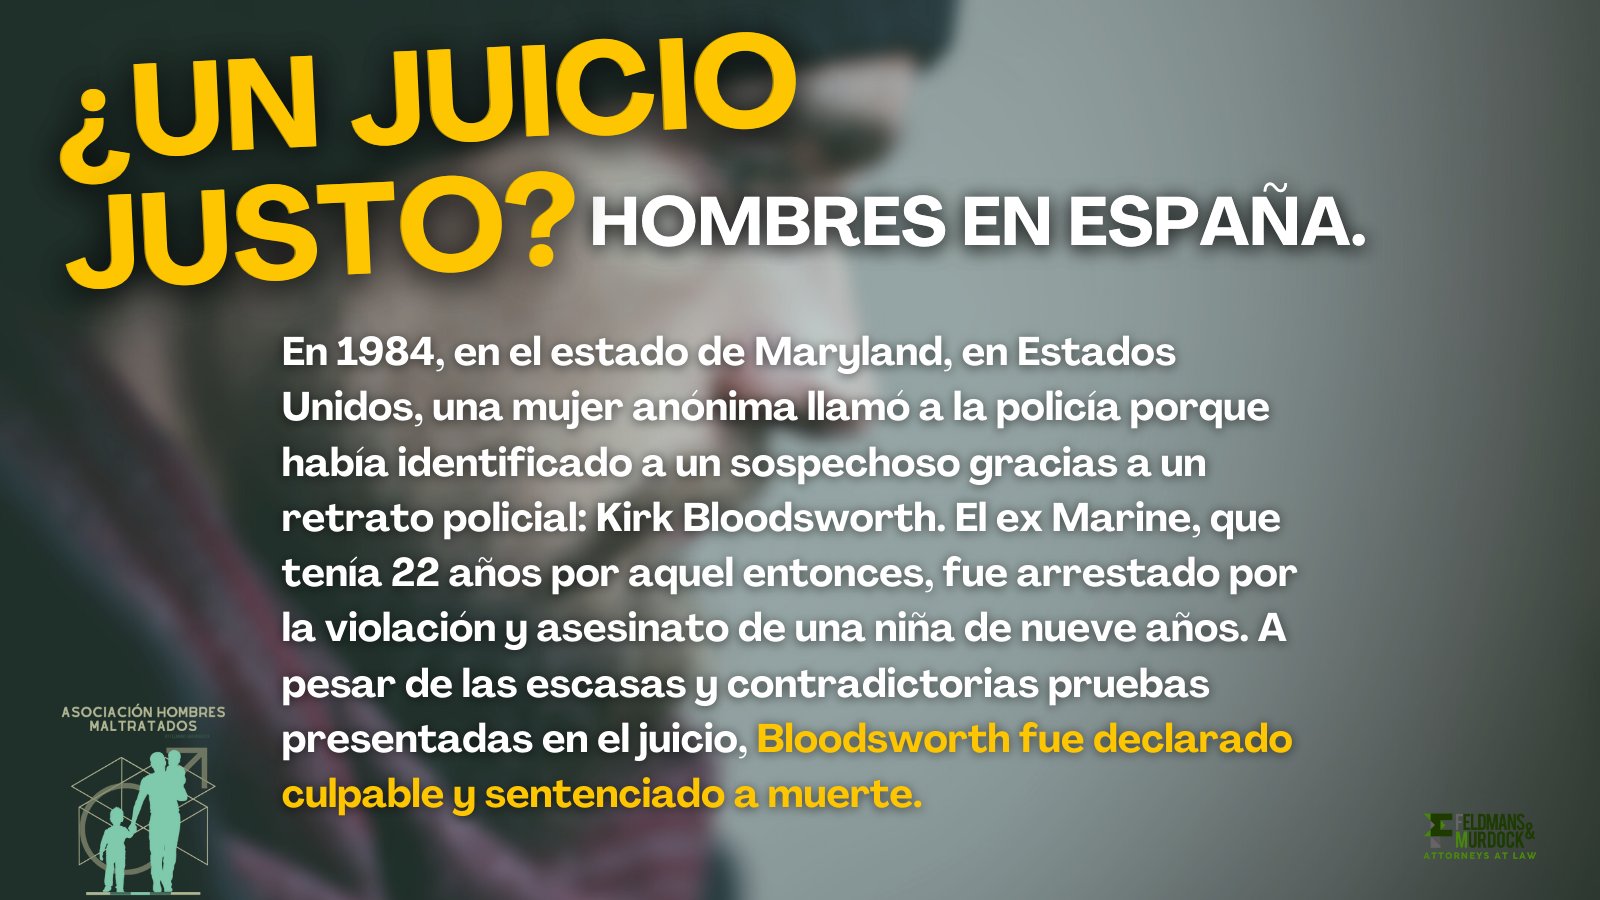 ¿UN JUICIO
JUSTO? HOMBRES EN ESPAÑA.
En 1984, en el estado de Maryland, en Estados
Unidos, una mujer anónima llamó a la policía porque
había identificado a un sospechoso gracias a un
retrato policial: Kirk Bloodsworth. El ex Marine, que
tenía 22 años por aquel entonces, fue arrestado por
la violación y asesinato de una niña de nueve años. A
pesar de las escasas y contradictorias pruebas
presentadas en el juicio, Bloodsworth fue declarado
culpable y sentenciado a muerte.
ASOCIACIÓN HOMBRES
MALTRATADOS
FELDMANS &
MURDOCK
ATTORNEYS AT LAW